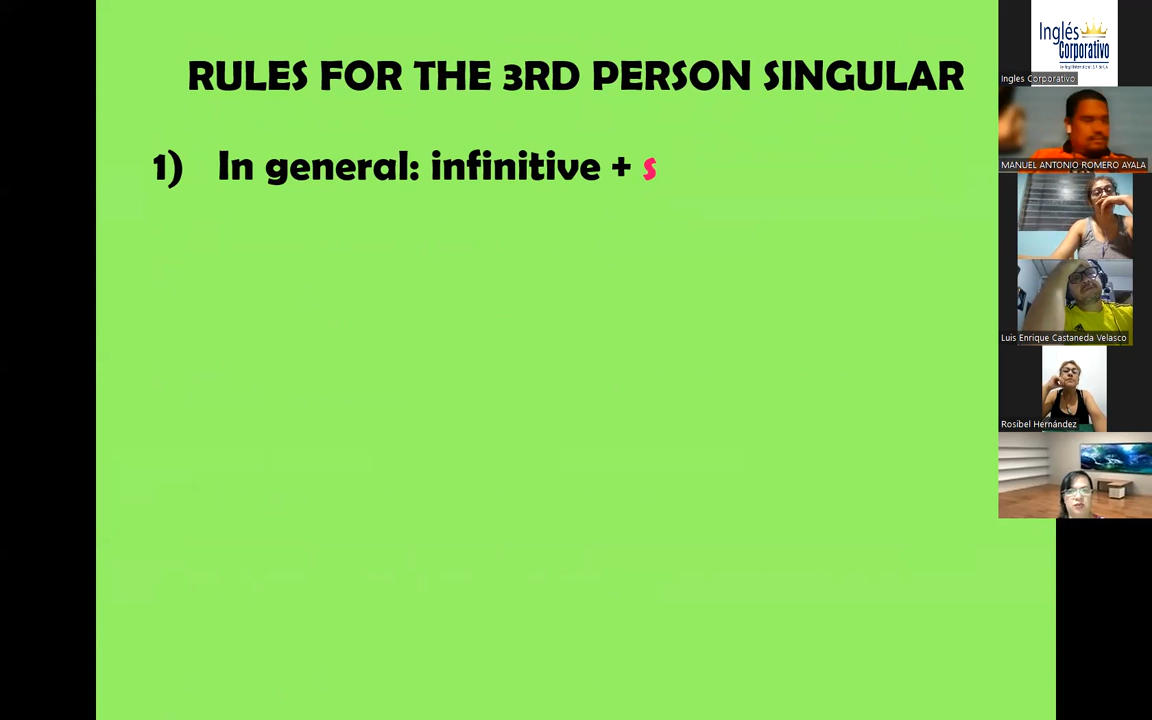 RULES FOR THE 3RD PERSON SINGULAR
1) In general: infinitive + s
Inglés
Corporativo
Ingles Corporativo
MANUEL ANTONIO ROMERO AYALA
Luis Enrique Castaneda Velasco
Rosibel Hernández